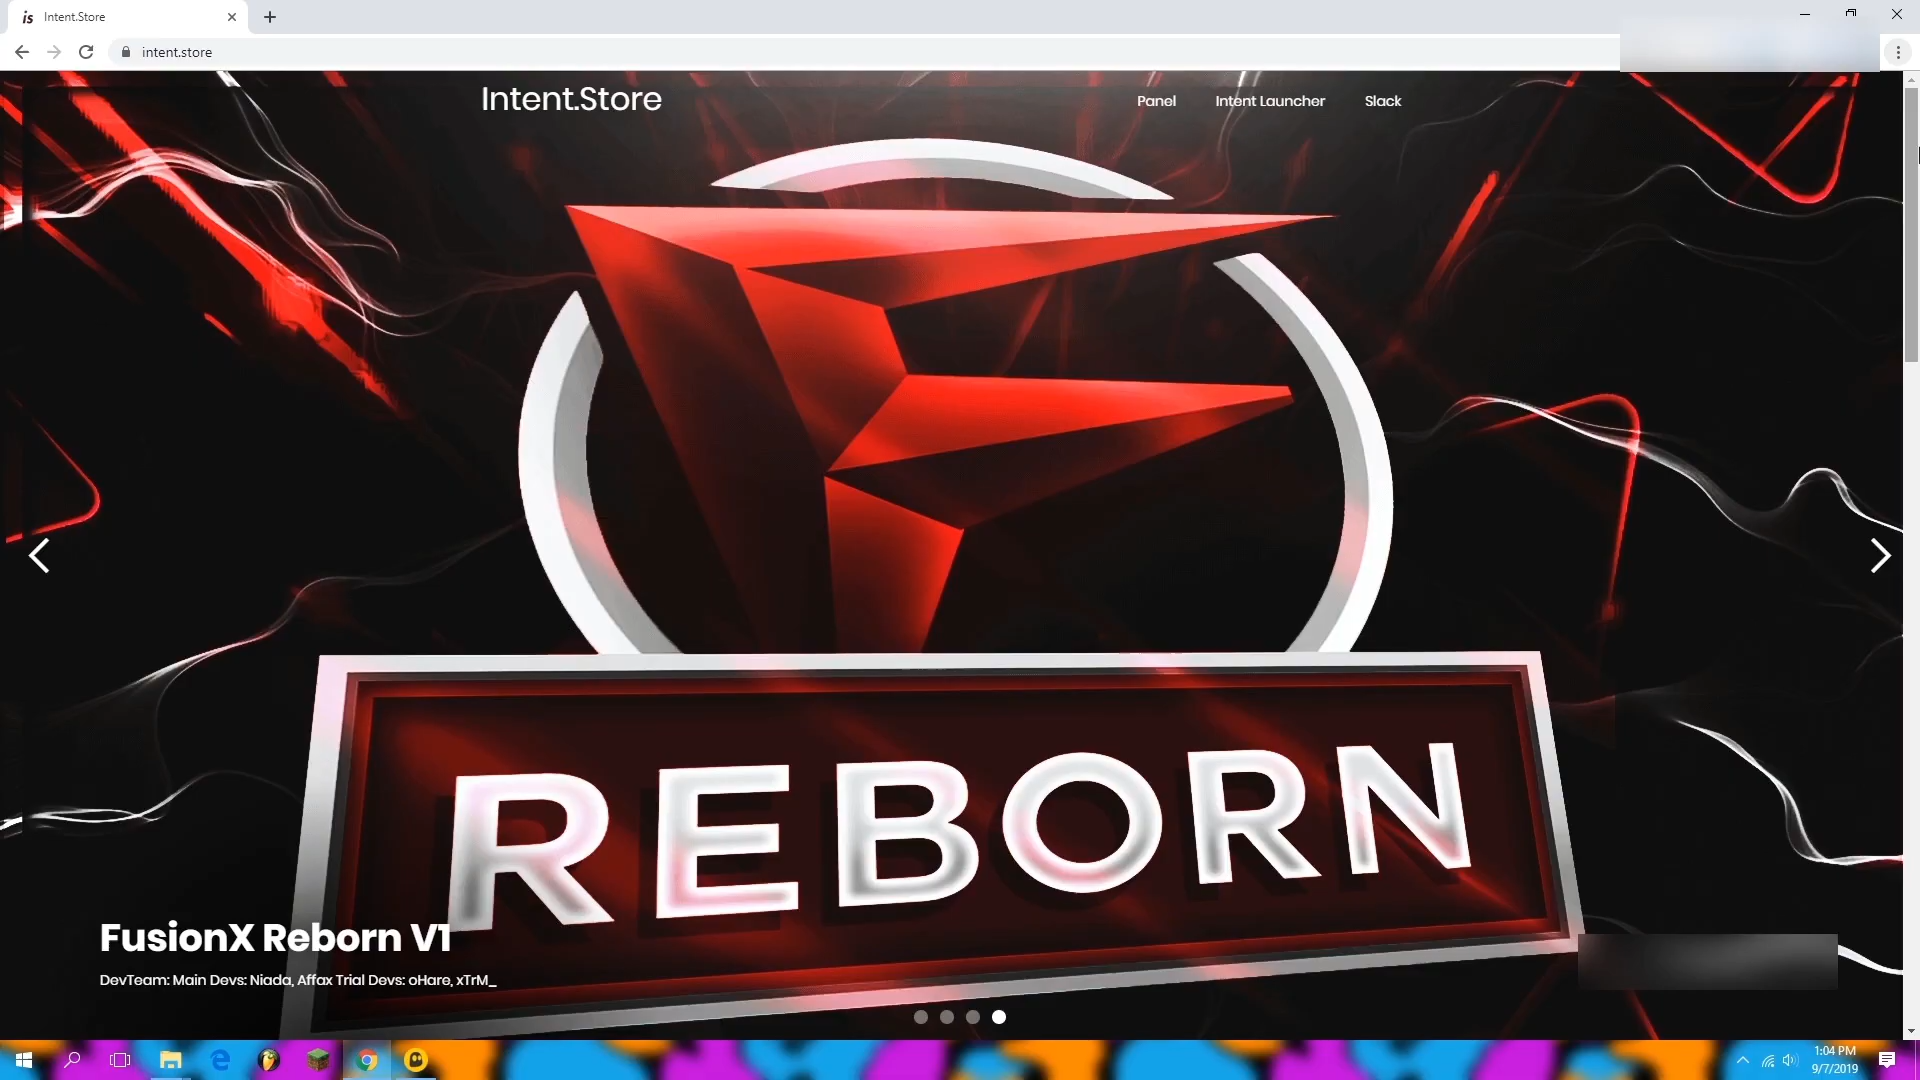 is Intent.Store
intent.store
Intent.Store
Panel
Intent Launcher
Slack
REBORN
FusionX Reborn V1
DevTeam: Main Devs: Niada, Affax Trial Devs: oHare, xTrM_
1:04 PM
9/7/2019